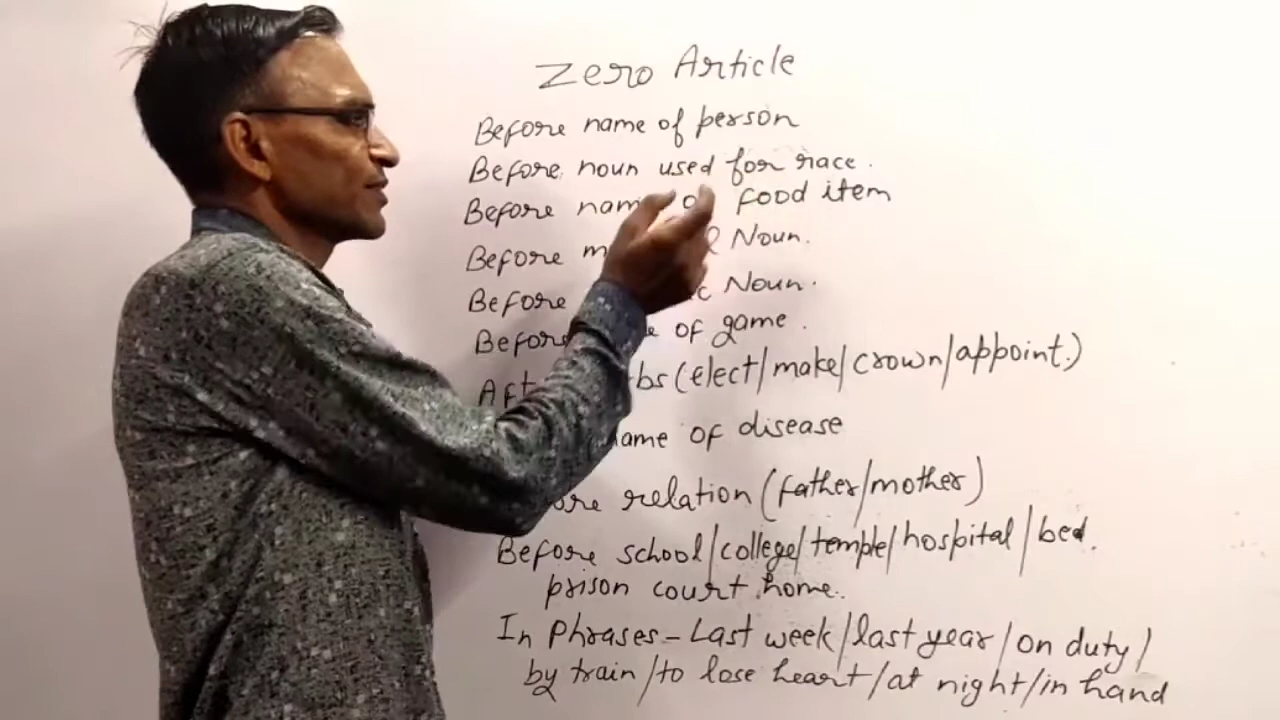 Zero Article
Before name of person
Before noun used for race.
Before name of food item
Before Noun.
Before Noun.
Before of game.
(elect/make/crown/appoint.)
name of disease
relation (father/mother)
Before school/college/temple/hospital/bed.
prison court home.
In Phrases - Last week/last year/on duty/
by train/to lose heart/at night/in hand